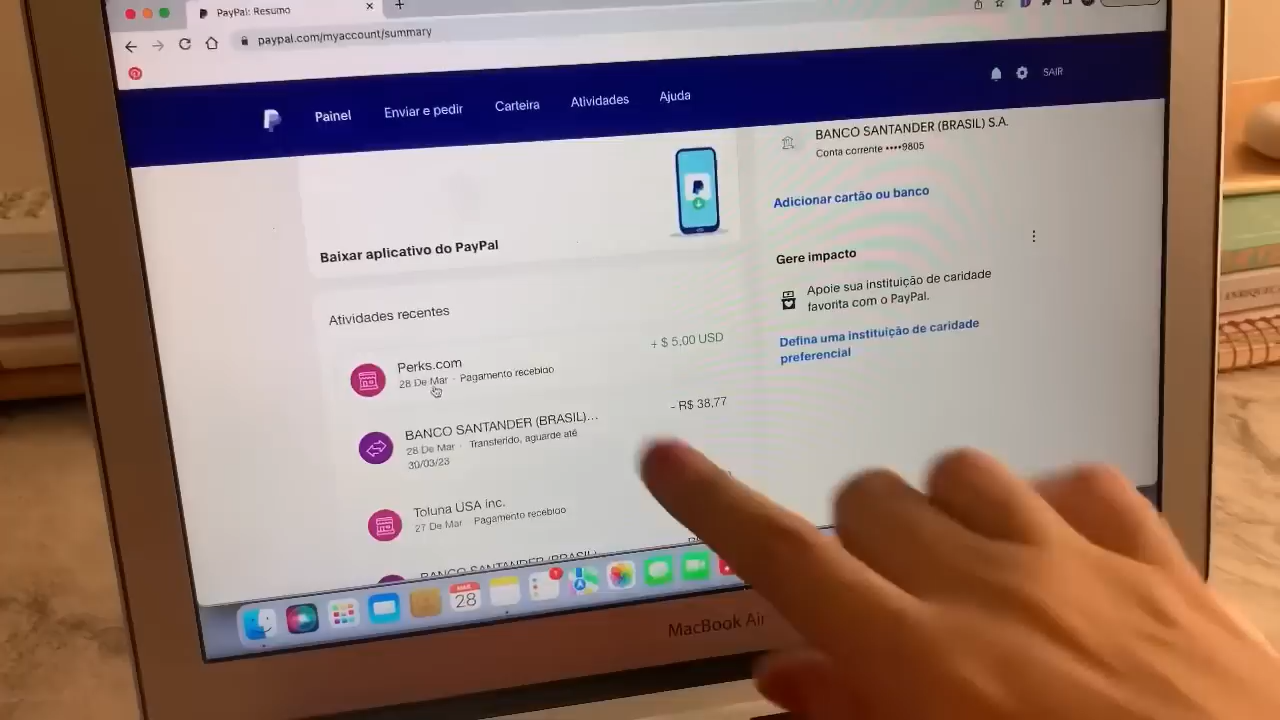 PayPal: Resumo
paypal.com/myaccount/summary
Painel
Enviar e pedir
Carteira
Atividades
Ajuda
SAIR
BANCO SANTANDER (BRASIL) S.A.
Conta corrente ••••9805
Adicionar cartão ou banco
Baixar aplicativo do PayPal
Gere impacto
Apoie sua instituição de caridade
favorita com o PayPal.
Defina uma instituição de caridade
preferencial
Atividades recentes
Perks.com
+ $ 5,00 USD
28 De Mar · Pagamento recebido
BANCO SANTANDER (BRASIL)...
- R$ 38,77
28 De Mar · Transferido, aguarde até
30/03/23
Toluna USA inc.
27 De Mar · Pagamento recebido
BANCO SANTANDER (BRASIL)
28
MacBook Air